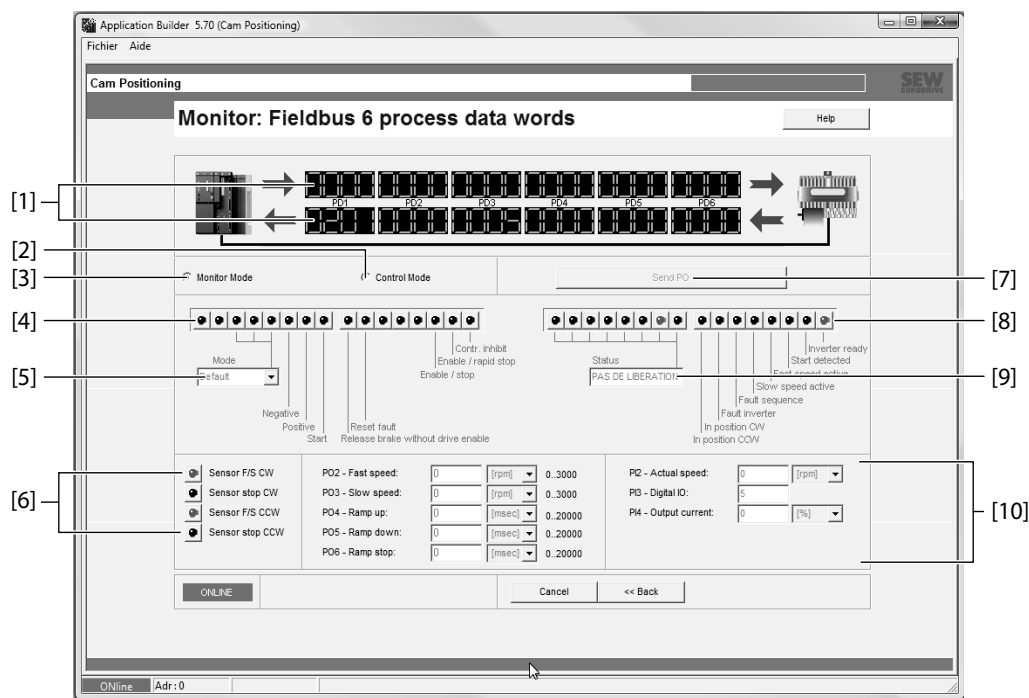 Application Builder 5.70 (Cam Positioning)
Fichier Aide
Cam Positioning
SEW
EURODRIVE
Monitor: Fieldbus 6 process data words
Help
[1]
PD1 PD2 PD3 PD4 PD5 PD6
[2]
[3]
Monitor Mode
Control Mode
Send PO
[7]
[4]
[8]
Contr. inhibit
Enable / rapid stop
Enable / stop
Inverter ready
Start detected
Fast speed active
Slow speed active
Fault sequence
Fault inverter
In position CW
In position CCW
Mode
[5]
Default
Status
PAS DE LIBERATION
[9]
Negative
Positive
Start
Reset fault
Release brake without drive enable
[6]
Sensor F/S CW
Sensor stop CW
Sensor F/S CCW
Sensor stop CCW
PO2 - Fast speed: 0 [rpm] 0..3000
PO3 - Slow speed: 0 [rpm] 0..3000
PO4 - Ramp up: 0 [msec] 0..20000
PO5 - Ramp down: 0 [msec] 0..20000
PO6 - Ramp stop: 0 [msec] 0..20000
PI2 - Actual speed: 0 [rpm]
PI3 - Digital IO: 5
PI4 - Output current: 0 [%]
[10]
ONLINE
Cancel
<< Back
ONline Adr : 0